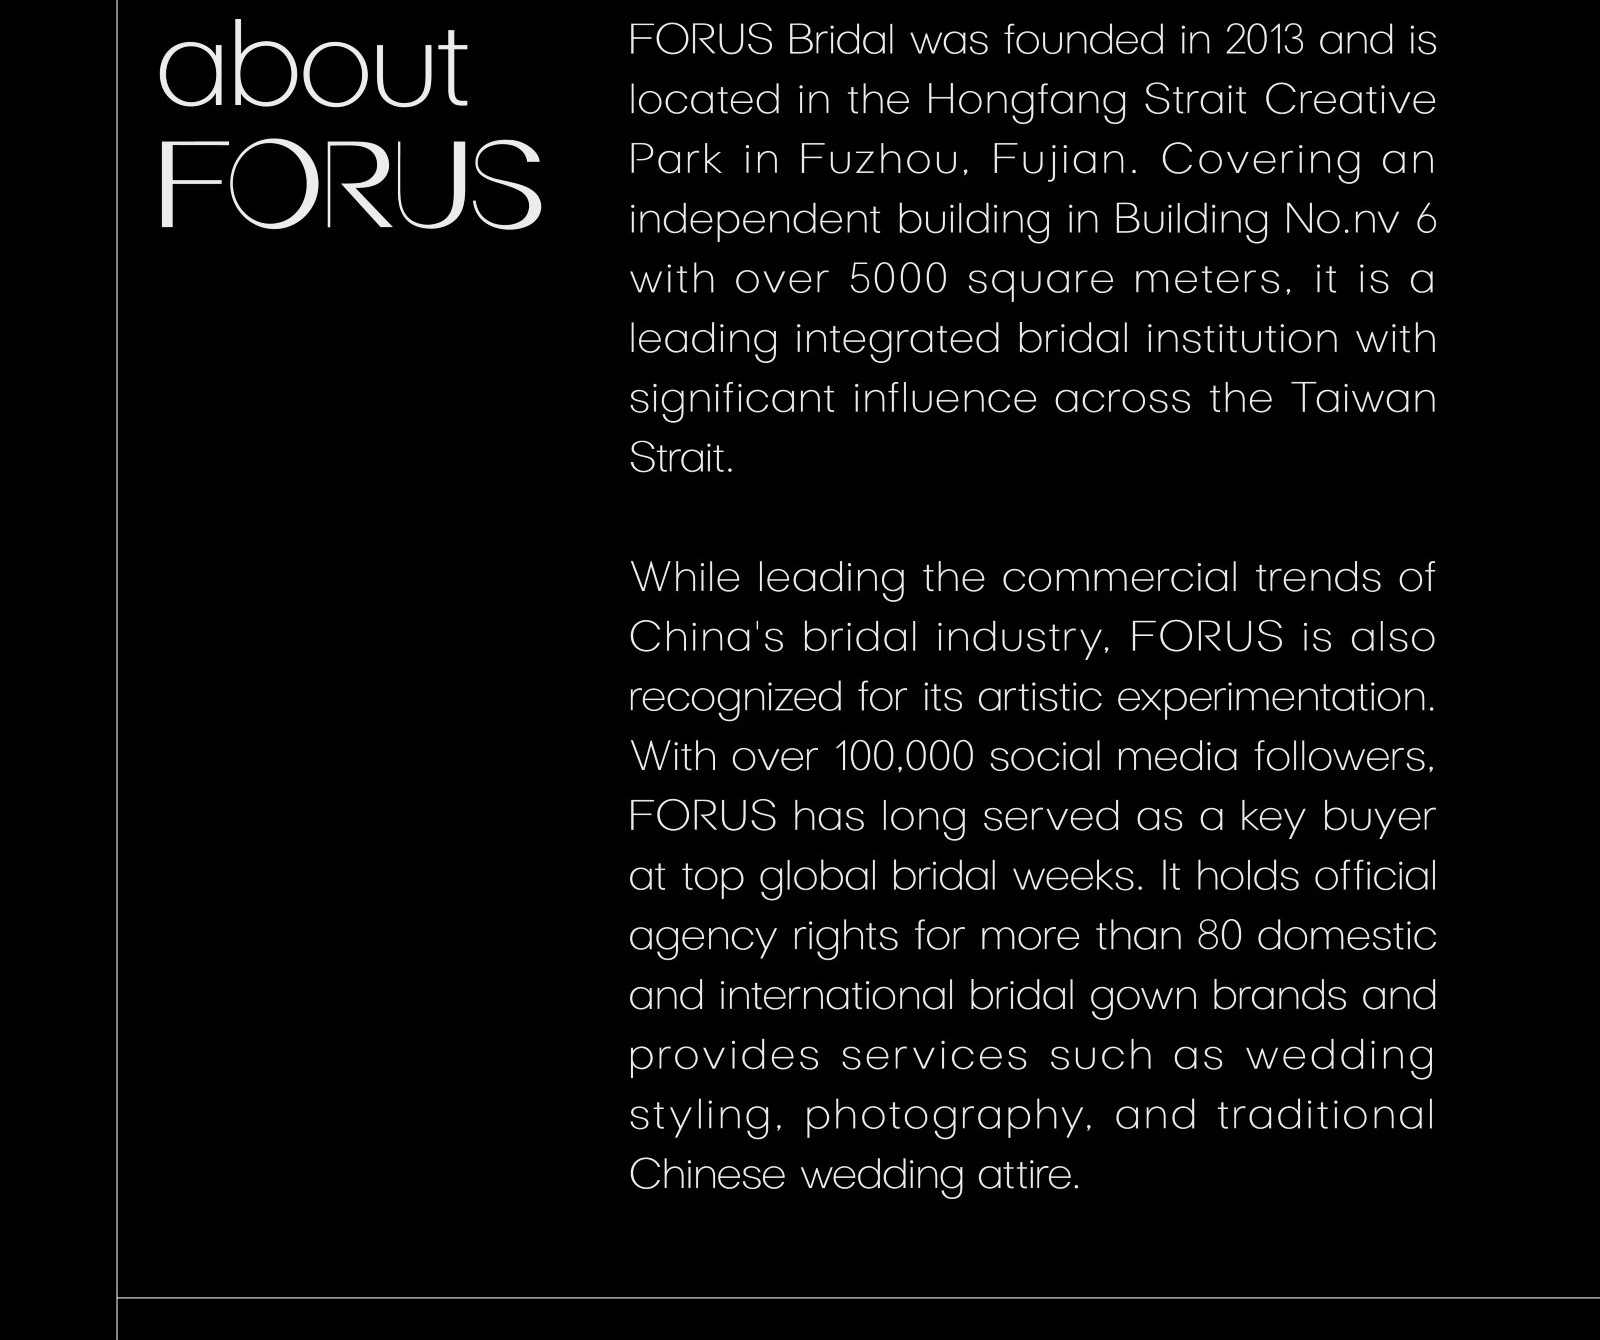 about
FORUS
FORUS Bridal was founded in 2013 and is
located in the Hongfang Strait Creative
Park in Fuzhou, Fujian. Covering an
independent building in Building No.nv 6
with over 5000 square meters, it is a
leading integrated bridal institution with
significant influence across the Taiwan
Strait.
While leading the commercial trends of
China's bridal industry, FORUS is also
recognized for its artistic experimentation.
With over 100,000 social media followers,
FORUS has long served as a key buyer
at top global bridal weeks. It holds official
agency rights for more than 80 domestic
and international bridal gown brands and
provides services such as wedding
styling, photography, and traditional
Chinese wedding attire.